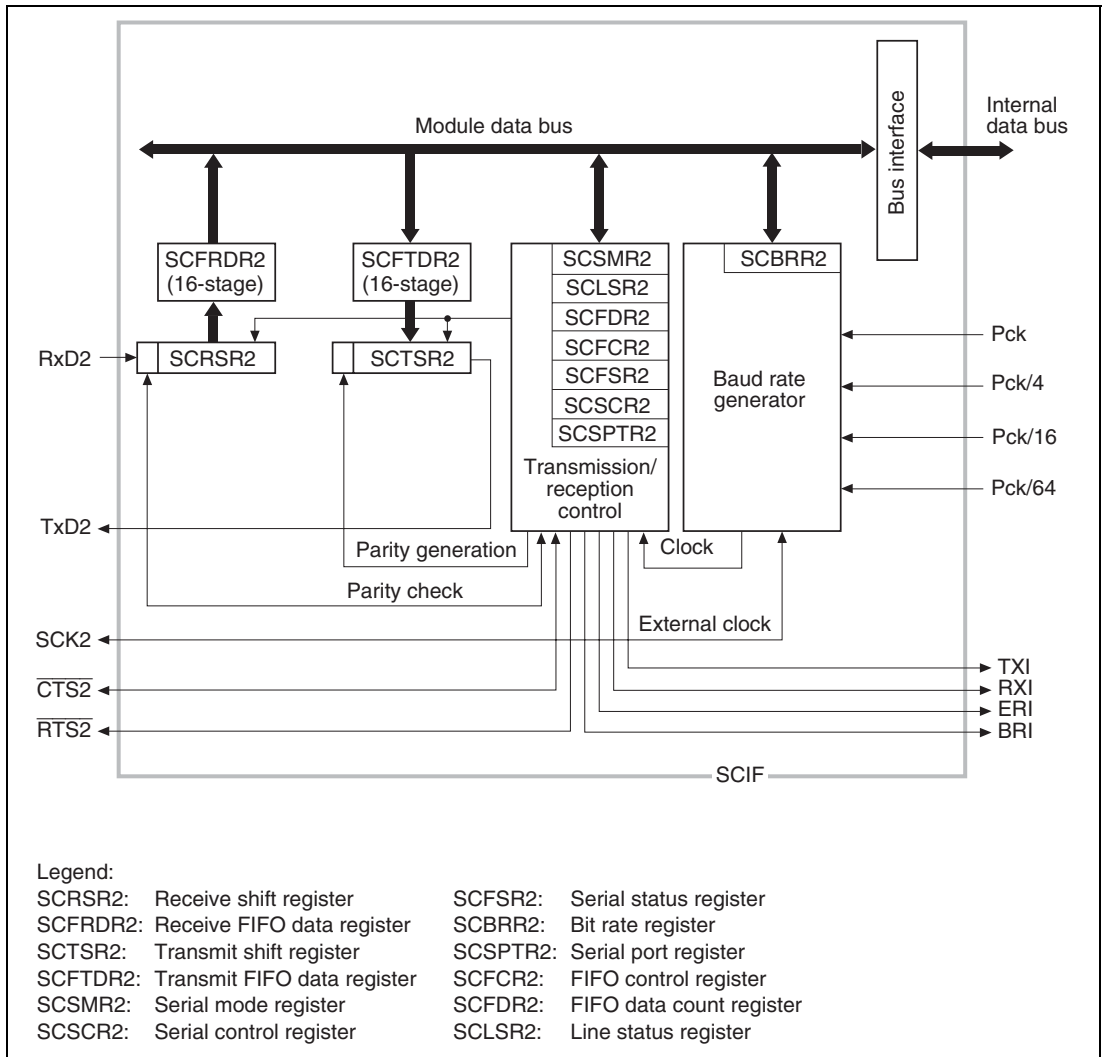 Module data bus
Bus interface
Internal
data bus
SCFRDR2
(16-stage)
SCFTDR2
(16-stage)
SCSMR2
SCLSR2
SCFDR2
SCFCR2
SCFSR2
SCSCR2
SCSPTR2
Transmission/
reception
control
SCBRR2
Baud rate
generator
RxD2
SCRSR2
SCTSR2
Pck
Pck/4
Pck/16
Pck/64
TxD2
Parity generation
Clock
Parity check
External clock
SCK2
CTS2
RTS2
TXI
RXI
ERI
BRI
SCIF
Legend:
SCRSR2: Receive shift register
SCFRDR2: Receive FIFO data register
SCTSR2: Transmit shift register
SCFTDR2: Transmit FIFO data register
SCSMR2: Serial mode register
SCSCR2: Serial control register
SCFSR2: Serial status register
SCBRR2: Bit rate register
SCSPTR2: Serial port register
SCFCR2: FIFO control register
SCFDR2: FIFO data count register
SCLSR2: Line status register